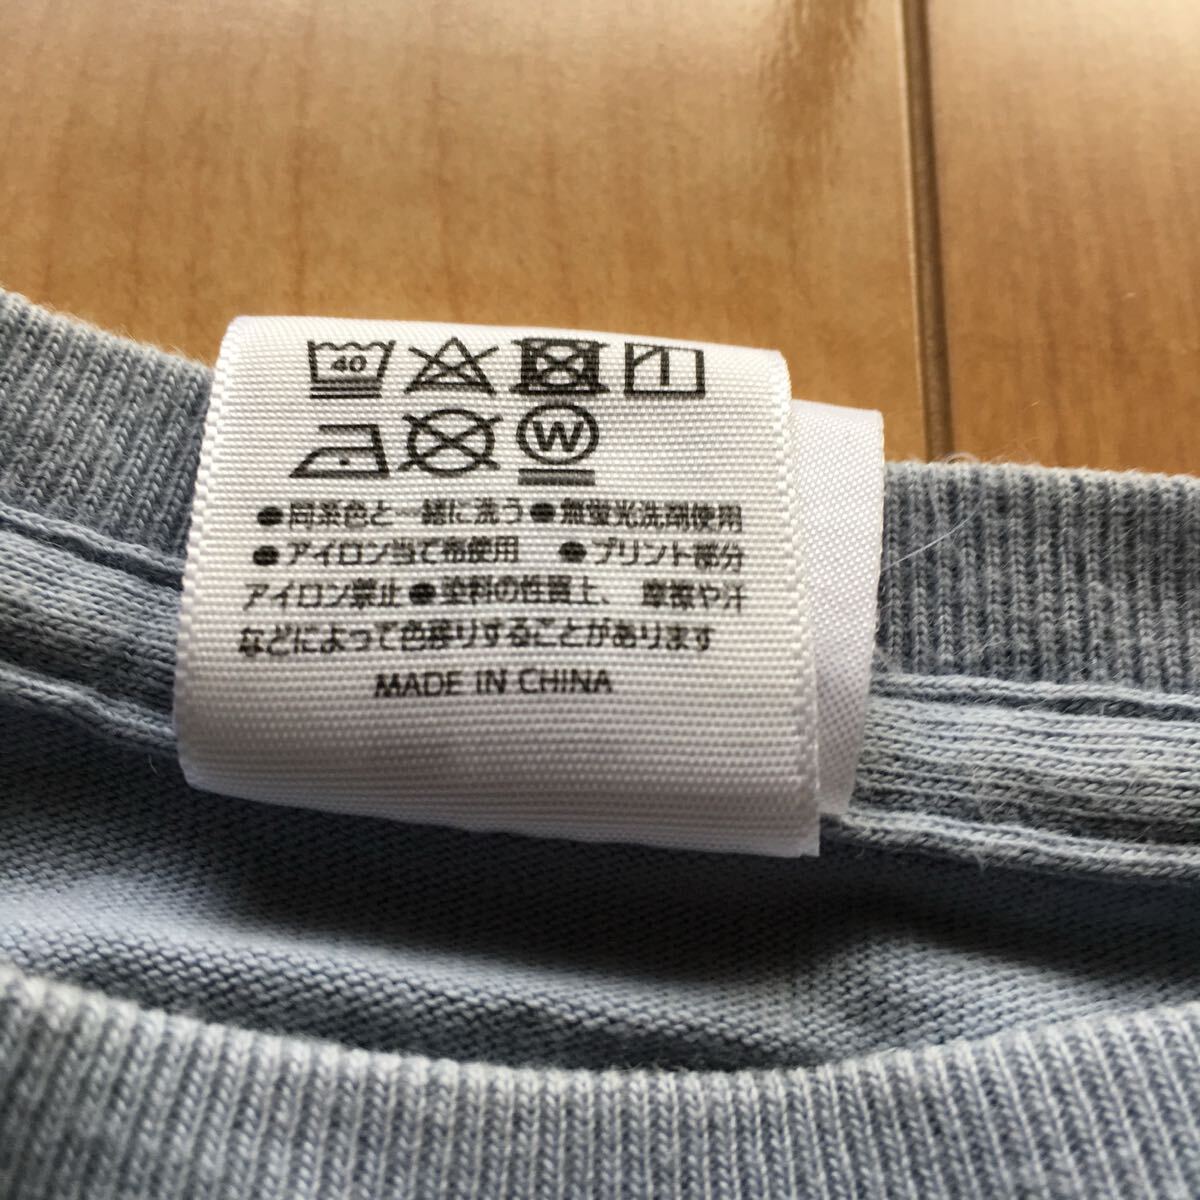 40
W
●同系色と一緒に洗う●無蛍光洗剤使用
●アイロン当て布使用 ●プリント部分
アイロン禁止●染料の性質上、摩擦や汗
などによって色移りすることがあります
MADE IN CHINA